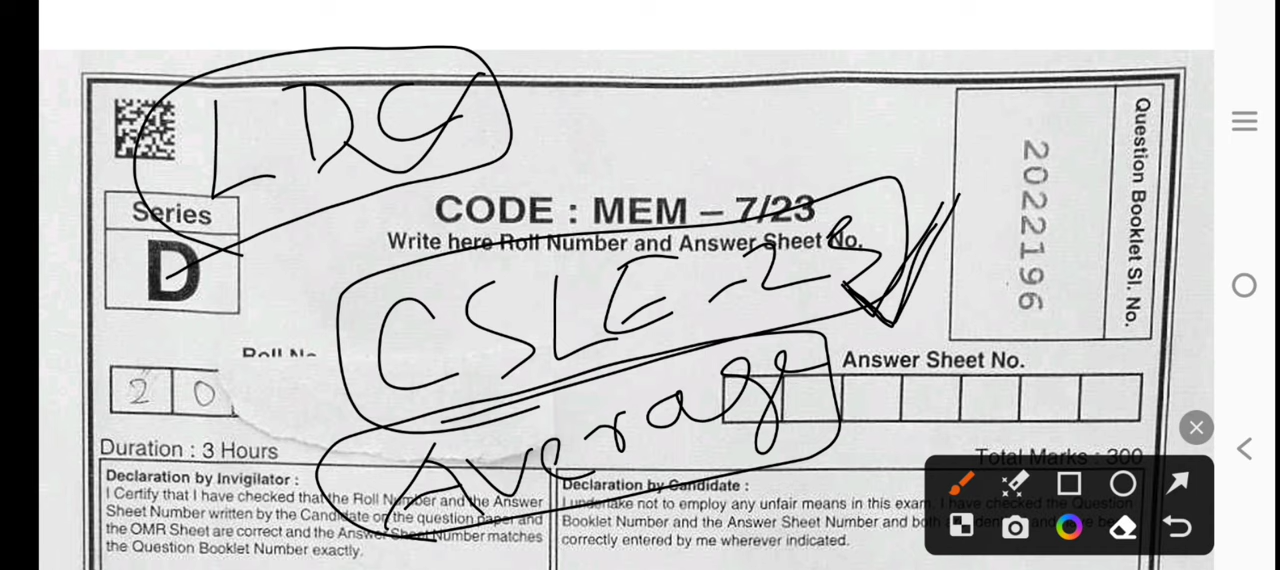 LDC
Series
D
CODE : MEM – 7/23
Write here Roll Number and Answer Sheet No.
CSLE-23
Question Booklet Sl. No.
2022196
Answer Sheet No.
2 0
Average
Duration : 3 Hours
Total Marks : 300
Declaration by Invigilator :
I Certify that I have checked that the Roll Number and the Answer
Sheet Number written by the Candidate on the question paper and
the OMR Sheet are correct and the Answer Sheet Number matches
the Question Booklet Number exactly.
Declaration by Candidate :
I undertake not to employ any unfair means in this exam. I have checked the Question
Booklet Number and the Answer Sheet Number and both
correctly entered by me wherever indicated.